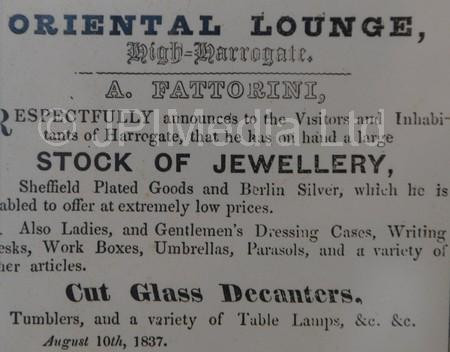 ORIENTAL LOUNGE,
High-Harrogate.
A. FATTORINI,
RESPECTFULLY announces to the Visitors and Inhabi-
tants of Harrogate, that he has on hand a large
STOCK OF JEWELLERY,
Sheffield Plated Goods and Berlin Silver, which he is
abled to offer at extremely low prices.
. Also Ladies, and Gentlemen's Dressing Cases, Writing
esks, Work Boxes, Umbrellas, Parasols, and a variety of
her articles.
Cut Glass Decanters,
Tumblers, and a variety of Table Lamps, &c. &c.
August 10th, 1837.
© JPIMedia Ltd